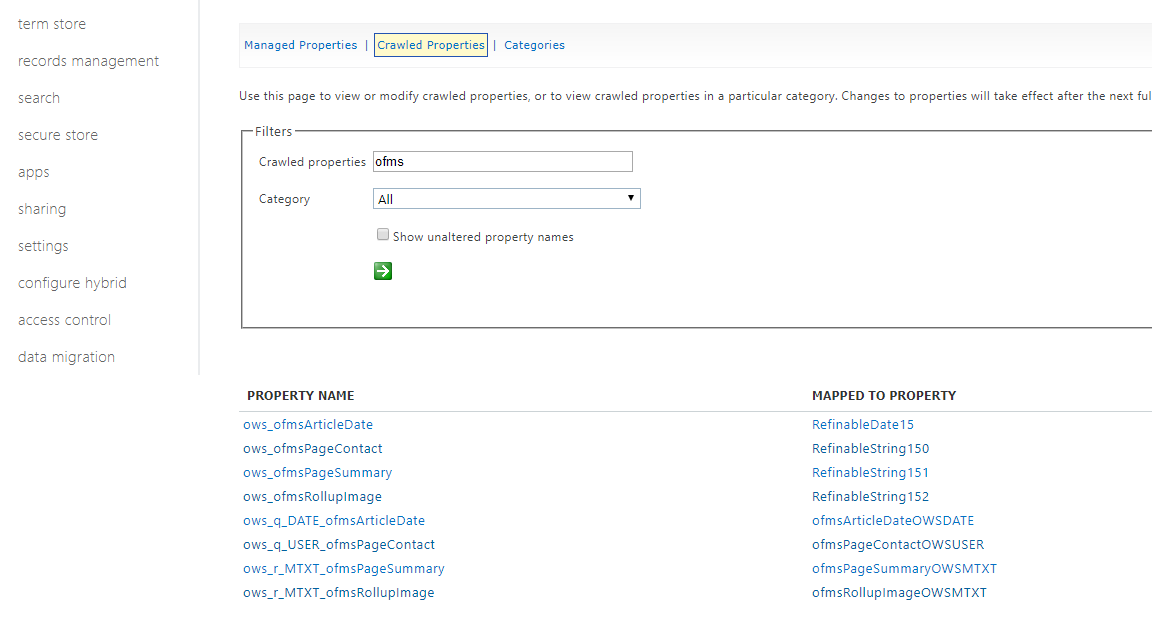 term store
records management
search
secure store
apps
sharing
settings
configure hybrid
access control
data migration
Managed Properties | Crawled Properties | Categories
Use this page to view or modify crawled properties, or to view crawled properties in a particular category. Changes to properties will take effect after the next ful
Filters
Crawled properties ofms
Category All
Show unaltered property names
PROPERTY NAME MAPPED TO PROPERTY
ows_ofmsArticleDate RefinableDate15
ows_ofmsPageContact RefinableString150
ows_ofmsPageSummary RefinableString151
ows_ofmsRollupImage RefinableString152
ows_q_DATE_ofmsArticleDate ofmsArticleDateOWSDATE
ows_q_USER_ofmsPageContact ofmsPageContactOWSUSER
ows_r_MTXT_ofmsPageSummary ofmsPageSummaryOWSMTXT
ows_r_MTXT_ofmsRollupImage ofmsRollupImageOWSMTXT